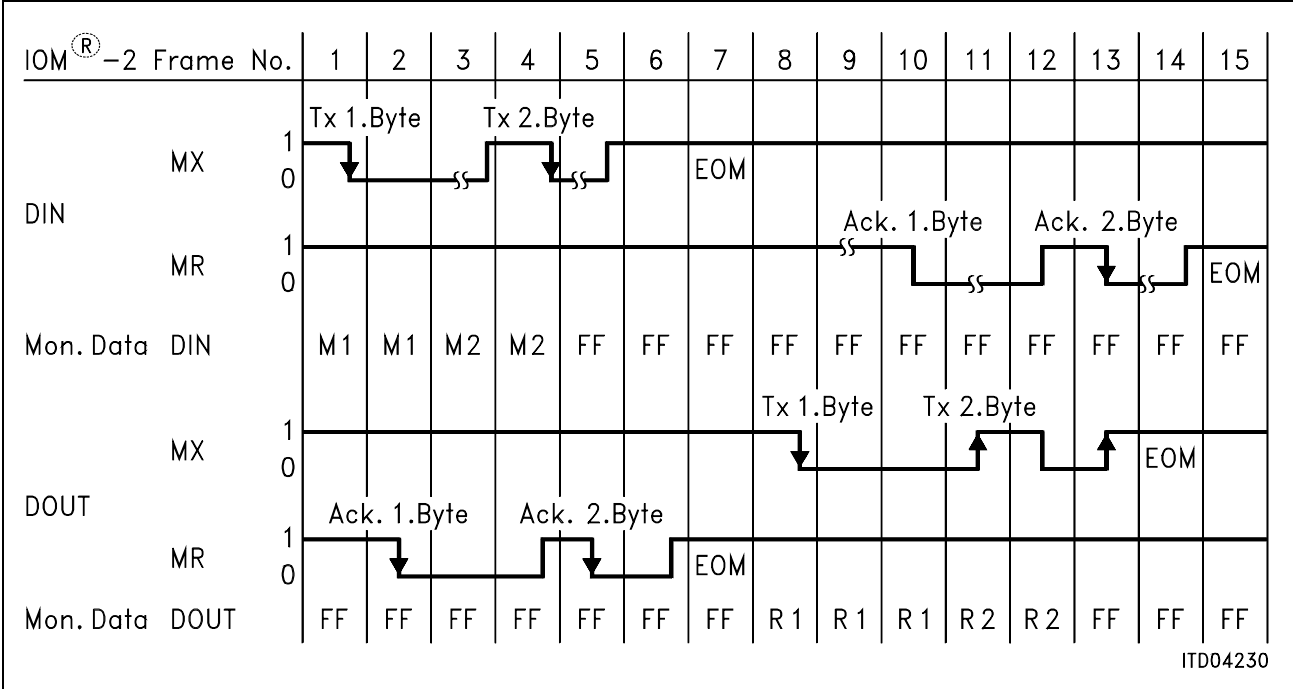 IOM®-2 Frame No. 1 2 3 4 5 6 7 8 9 10 11 12 13 14 15
Tx 1.Byte Tx 2.Byte
1
MX EOM
0
DIN
Ack. 1.Byte Ack. 2.Byte
1
MR EOM
0
Mon. Data DIN M1 M1 M2 M2 FF FF FF FF FF FF FF FF FF FF FF
Tx 1.Byte Tx 2.Byte
1
MX EOM
0
DOUT
Ack. 1.Byte Ack. 2.Byte
1
MR EOM
0
Mon. Data DOUT FF FF FF FF FF FF FF R1 R1 R1 R2 R2 FF FF FF
ITD04230